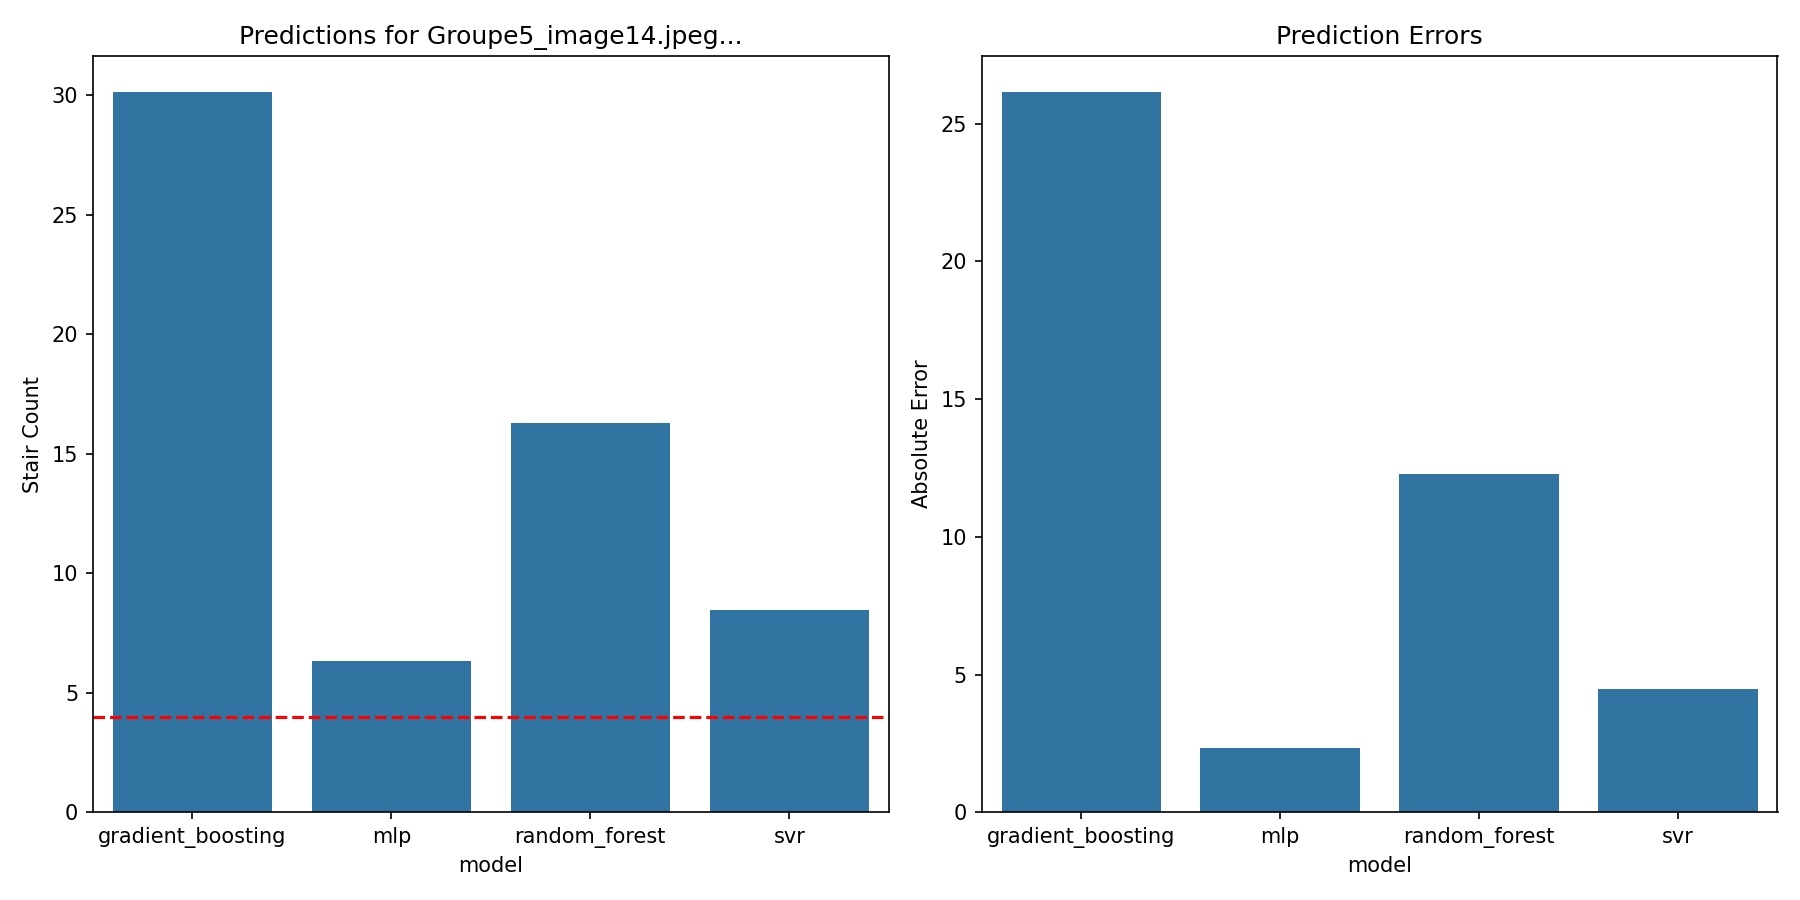 Predictions for Groupe5_image14.jpeg...
Stair Count
30
25
20
15
10
5
0
gradient_boosting mlp random_forest svr
model
Prediction Errors
Absolute Error
25
20
15
10
5
0
gradient_boosting mlp random_forest svr
model